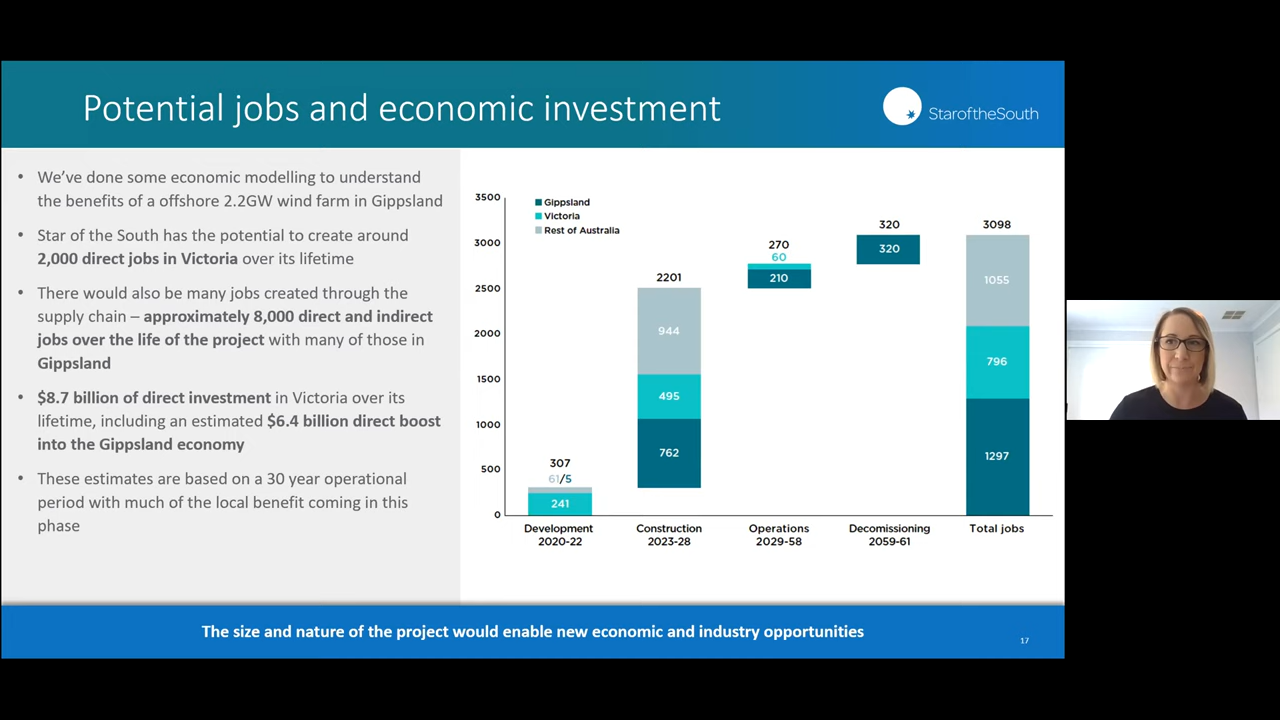 Potential jobs and economic investment
StaroftheSouth
• We've done some economic modelling to understand
the benefits of a offshore 2.2GW wind farm in Gippsland
• Star of the South has the potential to create around
2,000 direct jobs in Victoria over its lifetime
• There would also be many jobs created through the
supply chain – approximately 8,000 direct and indirect
jobs over the life of the project with many of those in
Gippsland
• $8.7 billion of direct investment in Victoria over its
lifetime, including an estimated $6.4 billion direct boost
into the Gippsland economy
• These estimates are based on a 30 year operational
period with much of the local benefit coming in this
phase
3500
3000
2500
2000
1500
1000
500
0
Gippsland
Victoria
Rest of Australia
307
61/5
241
2201
944
495
762
270
60
210
320
320
3098
1055
796
1297
Development
2020-22
Construction
2023-28
Operations
2029-58
Decomissioning
2059-61
Total jobs
The size and nature of the project would enable new economic and industry opportunities
17